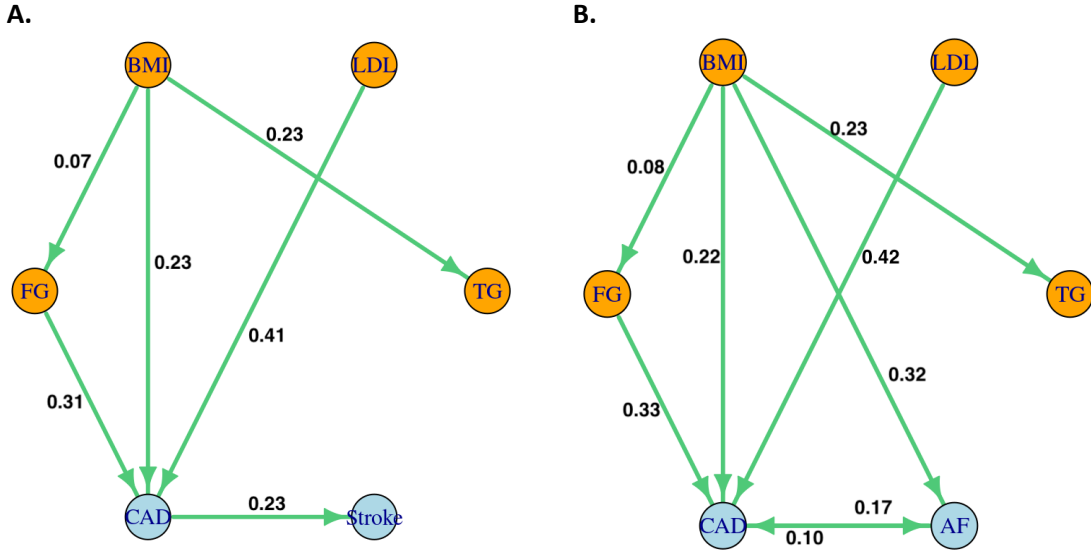 A.
BMI
LDL
0.23
0.07
0.23
FG
TG
0.41
0.31
CAD
0.23
Stroke
B.
BMI
LDL
0.23
0.08
0.22
0.42
FG
TG
0.32
0.33
CAD
0.17
0.10
AF